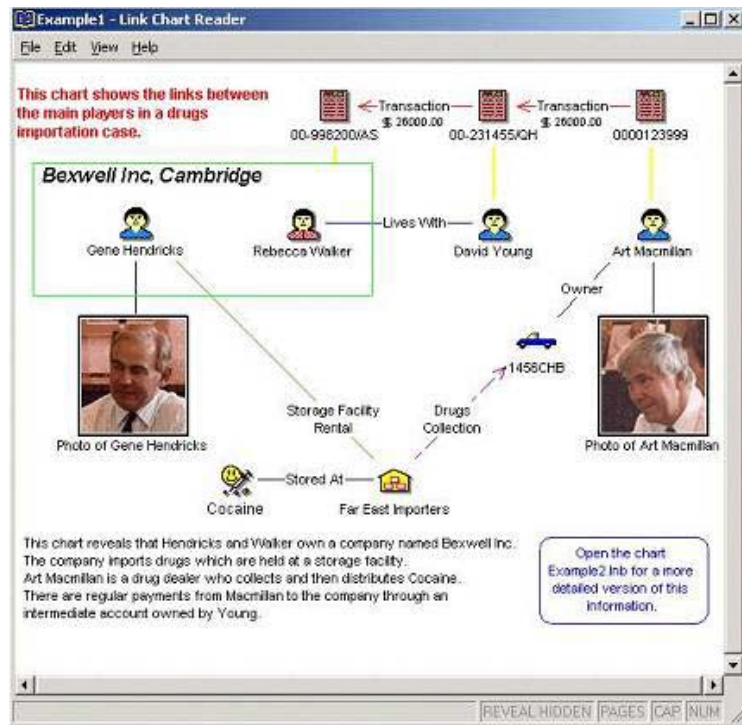 Example1 - Link Chart Reader
File Edit View Help
This chart shows the links between
the main players in a drugs
importation case.
Transaction
$ 26000.00
Transaction
$ 26000.00
00-998200/AS
00-231455/QH
0000123999
Bexwell Inc, Cambridge
Gene Hendricks
Rebecca Walker
Lives With
David Young
Art Macmillan
Owner
1458CHB
Photo of Gene Hendricks
Storage Facility
Rental
Drugs
Collection
Photo of Art Macmillan
Stored At
Cocaine
Far East Importers
This chart reveals that Hendricks and Walker own a company named Bexwell Inc.
The company imports drugs which are held at a storage facility.
Art Macmillan is a drug dealer who collects and then distributes Cocaine.
There are regular payments from Macmillan to the company through an
intermediate account owned by Young.
Open the chart
Example2.lnb for a more
detailed version of this
information.
REVEAL HIDDEN PAGES CAP NUM